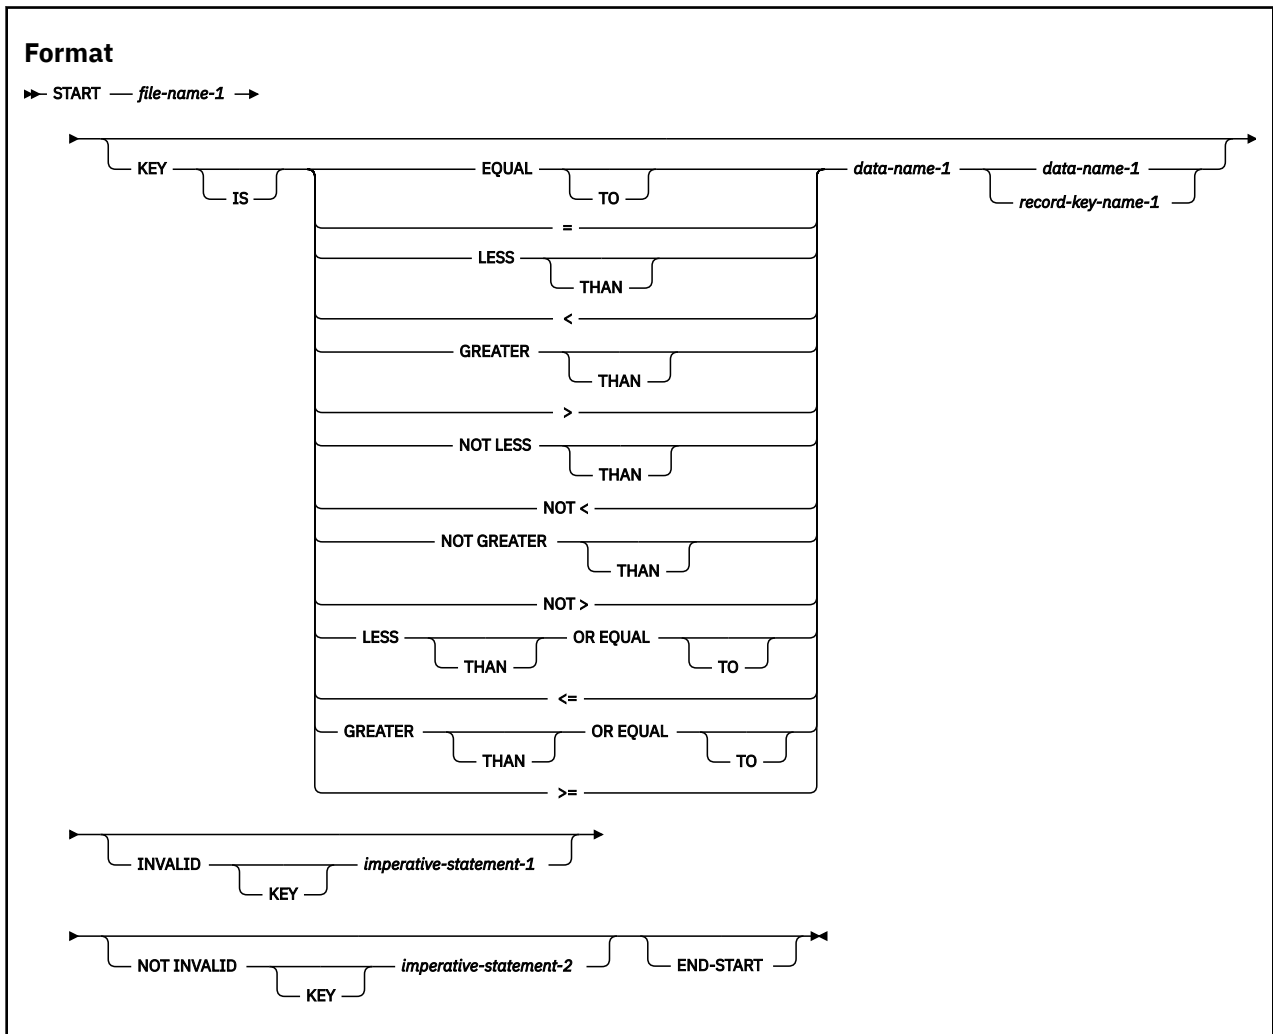 Format
START file-name-1
KEY IS EQUAL TO data-name-1 data-name-1
record-key-name-1
=
LESS THAN
<
GREATER THAN
>
NOT LESS THAN
NOT <
NOT GREATER THAN
NOT >
LESS THAN OR EQUAL TO
<=
GREATER THAN OR EQUAL TO
>=
INVALID KEY imperative-statement-1
NOT INVALID KEY imperative-statement-2 END-START